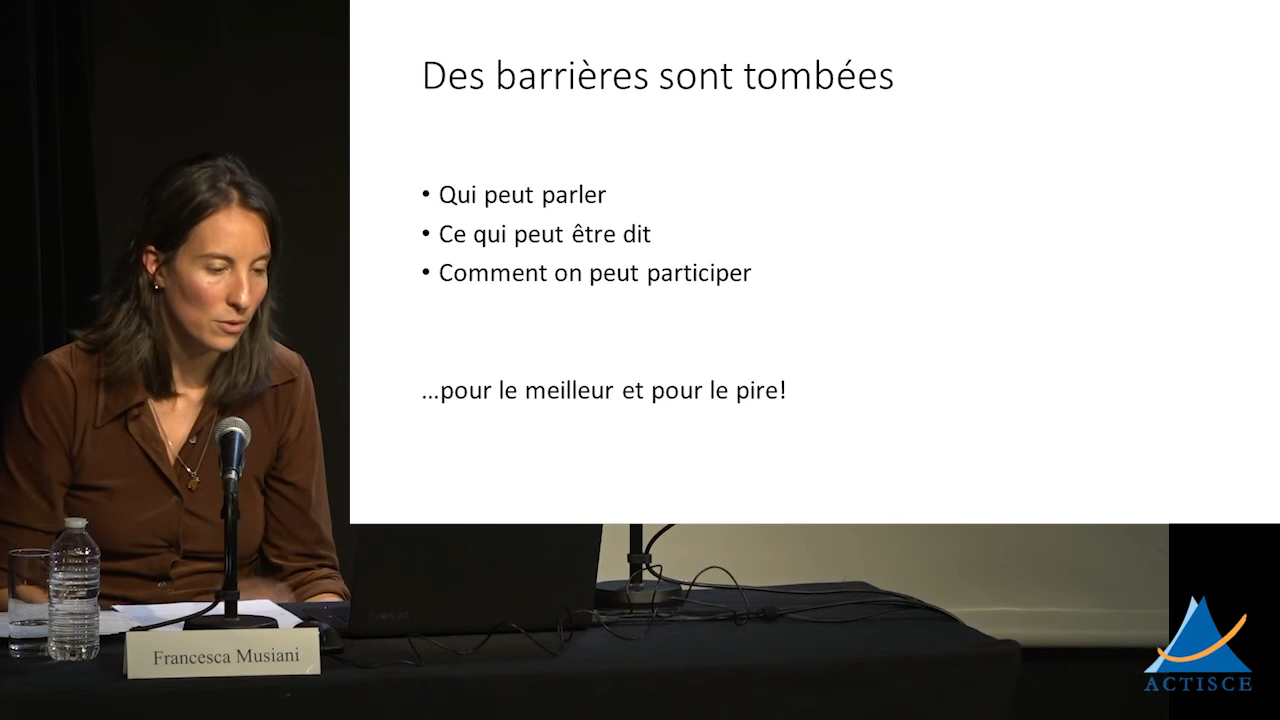 Des barrières sont tombées
• Qui peut parler
• Ce qui peut être dit
• Comment on peut participer
...pour le meilleur et pour le pire!
Francesca Musiani
ACTISCE